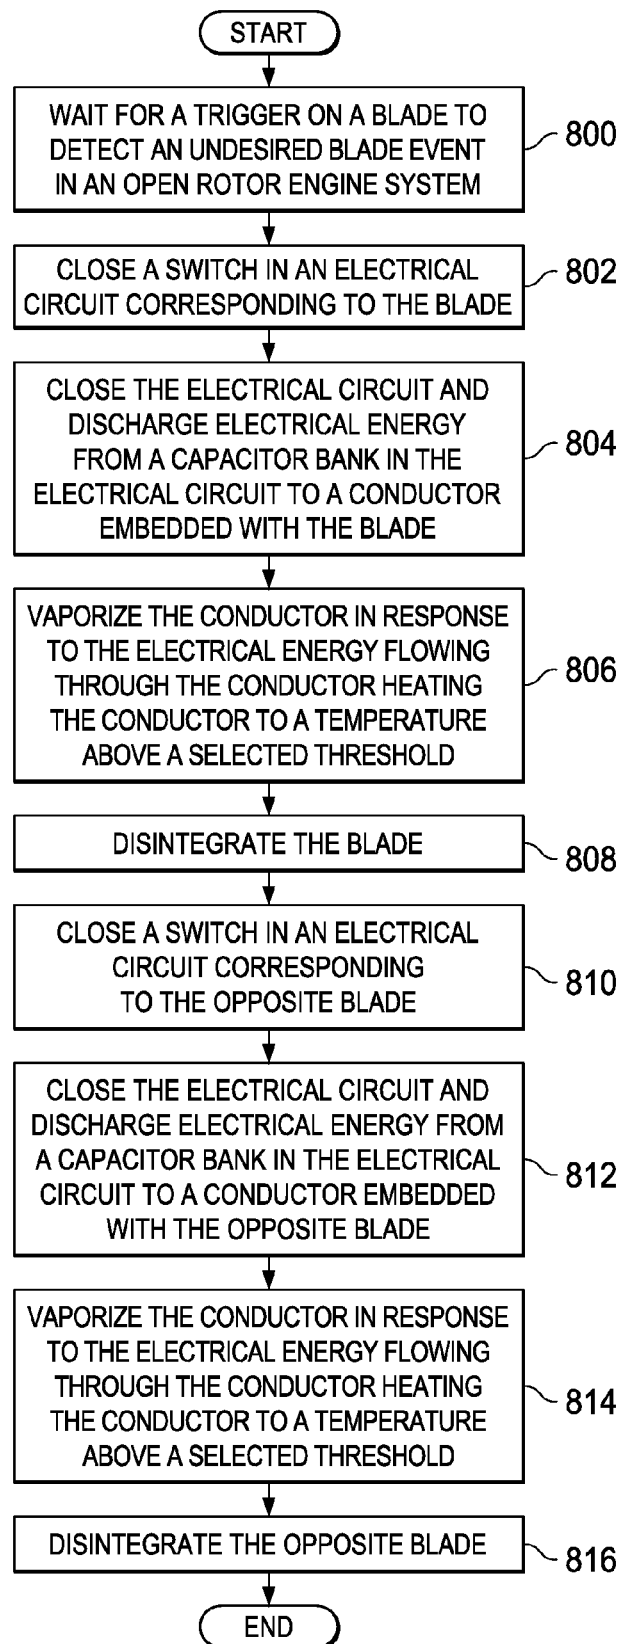 START
WAIT FOR A TRIGGER ON A BLADE TO
DETECT AN UNDESIRED BLADE EVENT
IN AN OPEN ROTOR ENGINE SYSTEM
800
CLOSE A SWITCH IN AN ELECTRICAL
CIRCUIT CORRESPONDING TO THE BLADE
802
CLOSE THE ELECTRICAL CIRCUIT AND
DISCHARGE ELECTRICAL ENERGY
FROM A CAPACITOR BANK IN THE
ELECTRICAL CIRCUIT TO A CONDUCTOR
EMBEDDED WITH THE BLADE
804
VAPORIZE THE CONDUCTOR IN RESPONSE
TO THE ELECTRICAL ENERGY FLOWING
THROUGH THE CONDUCTOR HEATING
THE CONDUCTOR TO A TEMPERATURE
ABOVE A SELECTED THRESHOLD
806
DISINTEGRATE THE BLADE
808
CLOSE A SWITCH IN AN ELECTRICAL
CIRCUIT CORRESPONDING
TO THE OPPOSITE BLADE
810
CLOSE THE ELECTRICAL CIRCUIT AND
DISCHARGE ELECTRICAL ENERGY FROM
A CAPACITOR BANK IN THE ELECTRICAL
CIRCUIT TO A CONDUCTOR EMBEDDED
WITH THE OPPOSITE BLADE
812
VAPORIZE THE CONDUCTOR IN RESPONSE
TO THE ELECTRICAL ENERGY FLOWING
THROUGH THE CONDUCTOR HEATING
THE CONDUCTOR TO A TEMPERATURE
ABOVE A SELECTED THRESHOLD
814
DISINTEGRATE THE OPPOSITE BLADE
816
END